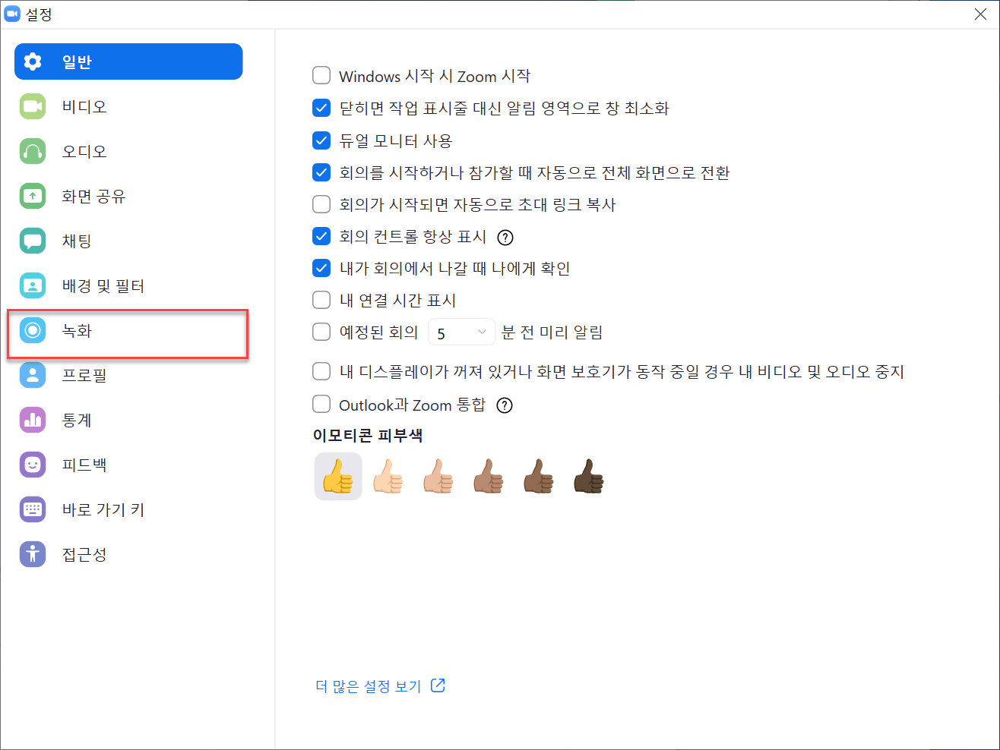 설정
일반
비디오
오디오
화면 공유
채팅
배경 및 필터
녹화
프로필
통계
피드백
바로 가기 키
접근성
Windows 시작 시 Zoom 시작
닫히면 작업 표시줄 대신 알림 영역으로 창 최소화
듀얼 모니터 사용
회의를 시작하거나 참가할 때 자동으로 전체 화면으로 전환
회의가 시작되면 자동으로 초대 링크 복사
회의 컨트롤 항상 표시 ?
내가 회의에서 나갈 때 나에게 확인
내 연결 시간 표시
예정된 회의 5 분 전 미리 알림
내 디스플레이가 꺼져 있거나 화면 보호기가 동작 중일 경우 내 비디오 및 오디오 중지
Outlook과 Zoom 통합 ?
이모티콘 피부색
더 많은 설정 보기